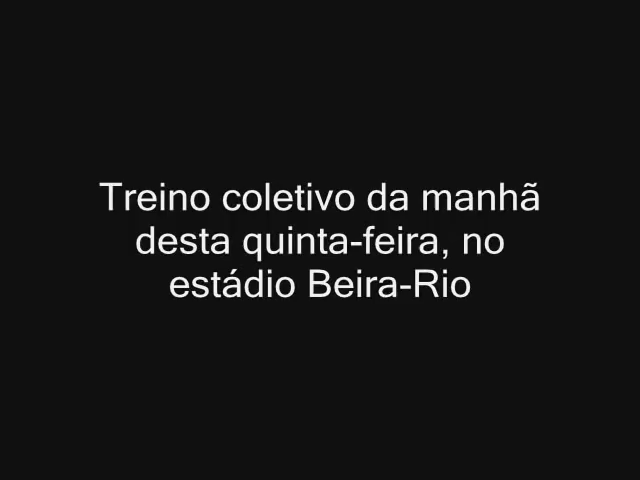 Treino coletivo da manhã
desta quinta-feira, no
estádio Beira-Rio